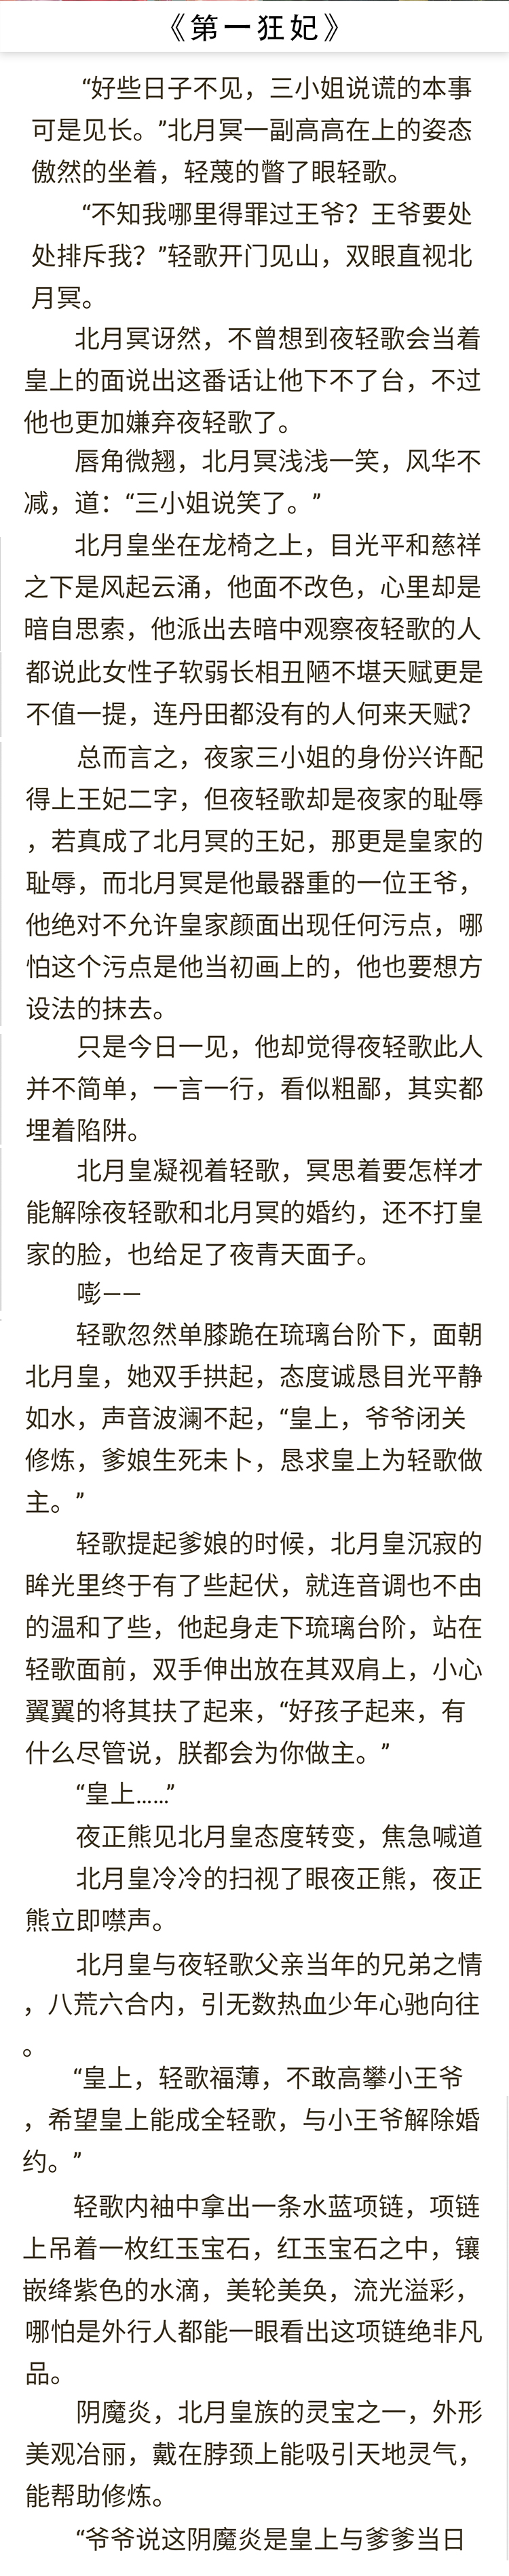 《第一狂妃》
“好些日子不见，三小姐说谎的本事
可是见长。”北月冥一副高高在上的姿态
傲然的坐着，轻蔑的瞥了眼轻歌。
“不知我哪里得罪过王爷？王爷要处
处排斥我？”轻歌开门见山，双眼直视北
月冥。
北月冥讶然，不曾想到夜轻歌会当着
皇上的面说出这番话让他下不了台，不过
他也更加嫌弃夜轻歌了。
唇角微翘，北月冥浅浅一笑，风华不
减，道：“三小姐说笑了。”
北月皇坐在龙椅之上，目光平和慈祥
之下是风起云涌，他面不改色，心里却是
暗自思索，他派出去暗中观察夜轻歌的人
都说此女性子软弱长相丑陋不堪天赋更是
不值一提，连丹田都没有的人何来天赋？
总而言之，夜家三小姐的身份兴许配
得上王妃二字，但夜轻歌却是夜家的耻辱
，若真成了北月冥的王妃，那更是皇家的
耻辱，而北月冥是他最器重的一位王爷，
他绝对不允许皇家颜面出现任何污点，哪
怕这个污点是他当初画上的，他也要想方
设法的抹去。
只是今日一见，他却觉得夜轻歌此人
并不简单，一言一行，看似粗鄙，其实都
埋着陷阱。
北月皇凝视着轻歌，冥思着要怎样才
能解除夜轻歌和北月冥的婚约，还不打皇
家的脸，也给足了夜青天面子。
嘭——
轻歌忽然单膝跪在琉璃台阶下，面朝
北月皇，她双手拱起，态度诚恳目光平静
如水，声音波澜不起，“皇上，爷爷闭关
修炼，爹娘生死未卜，恳求皇上为轻歌做
主。”
轻歌提起爹娘的时候，北月皇沉寂的
眸光里终于有了些起伏，就连音调也不由
的温和了些，他起身走下琉璃台阶，站在
轻歌面前，双手伸出放在其双肩上，小心
翼翼的将其扶了起来，“好孩子起来，有
什么尽管说，朕都会为你做主。”
“皇上……”
夜正熊见北月皇态度转变，焦急喊道
北月皇冷冷的扫视了眼夜正熊，夜正
熊立即噤声。
北月皇与夜轻歌父亲当年的兄弟之情
，八荒六合内，引无数热血少年心驰向往
。
“皇上，轻歌福薄，不敢高攀小王爷
，希望皇上能成全轻歌，与小王爷解除婚
约。”
轻歌内袖中拿出一条水蓝项链，项链
上吊着一枚红玉宝石，红玉宝石之中，镶
嵌绛紫色的水滴，美轮美奂，流光溢彩，
哪怕是外行人都能一眼看出这项链绝非凡
品。
阴魔炎，北月皇族的灵宝之一，外形
美观冶丽，戴在脖颈上能吸引天地灵气，
能帮助修炼。
“爷爷说这阴魔炎是皇上与爹爹当日